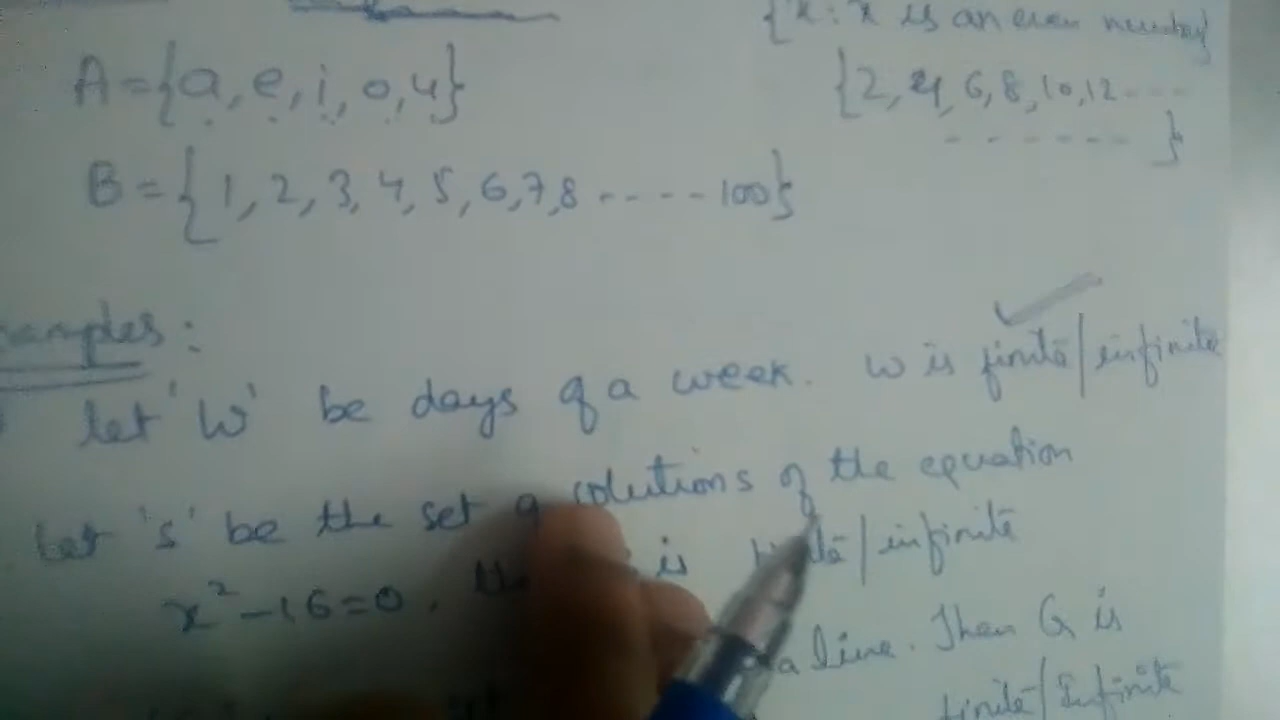 {x : x is an even number}
A={a, e, i, o, u}
{2, 4, 6, 8, 10, 12 - - -
- - - - - - }
B={1, 2, 3, 4, 5, 6, 7, 8 - - - - - 100}
amples :
let 'W' be days of a week. W is finite/infinite
Let 's' be the set of solutions of the equation
x²-16=0. is finite/infinite
a line. Then G is
finite/Infinite